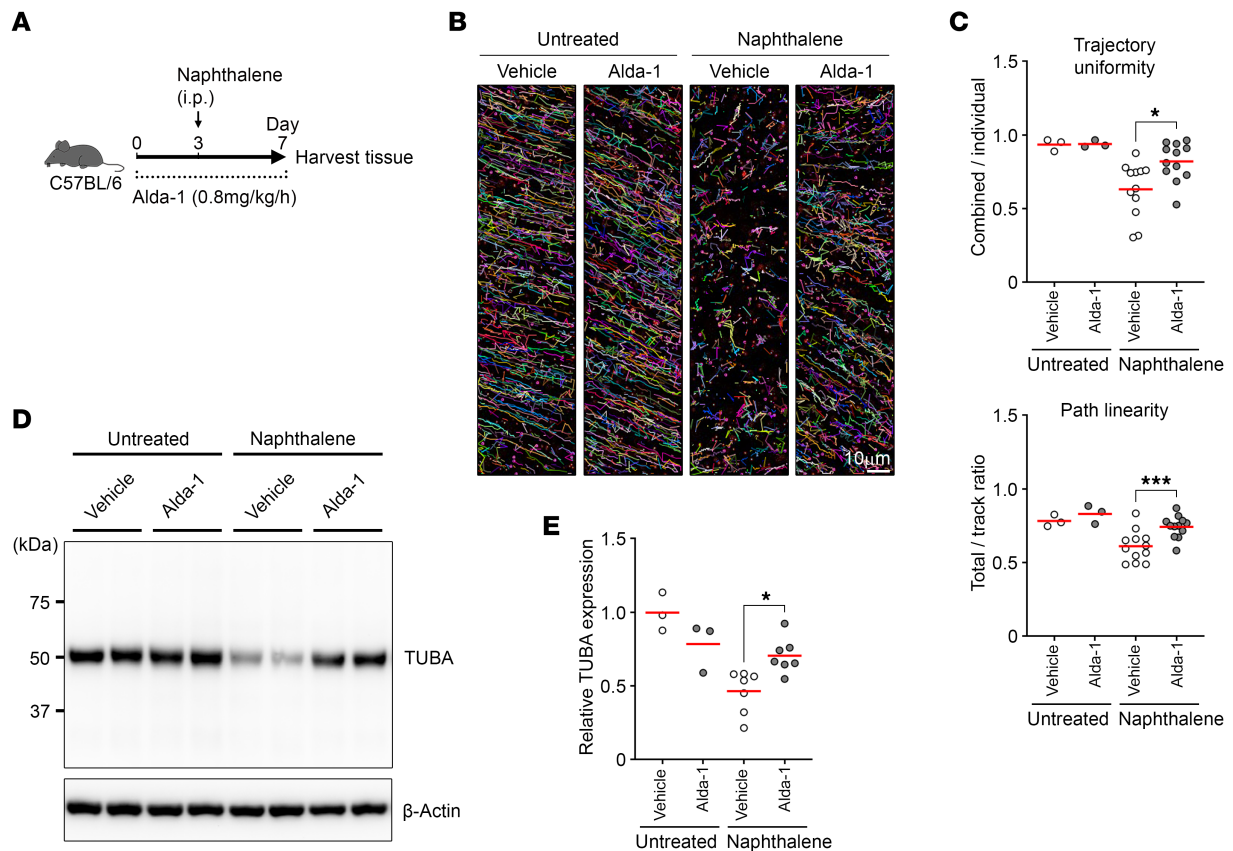 A
Naphthalene
(i.p.)
Day
0
3
7
Harvest tissue
C57BL/6
Alda-1 (0.8mg/kg/h)
B
Untreated
Naphthalene
Vehicle
Alda-1
Vehicle
Alda-1
10μm
C
Trajectory
uniformity
Combined / individual
1.5
1.0
0.5
0
*
Vehicle
Alda-1
Vehicle
Alda-1
Untreated
Naphthalene
Path linearity
Total / track ratio
1.5
1.0
0.5
0
***
Vehicle
Alda-1
Vehicle
Alda-1
Untreated
Naphthalene
D
Untreated
Naphthalene
Vehicle
Alda-1
Vehicle
Alda-1
(kDa)
75
50
37
TUBA
β-Actin
E
Relative TUBA expression
1.5
1.0
0.5
0
*
Vehicle
Alda-1
Vehicle
Alda-1
Untreated
Naphthalene